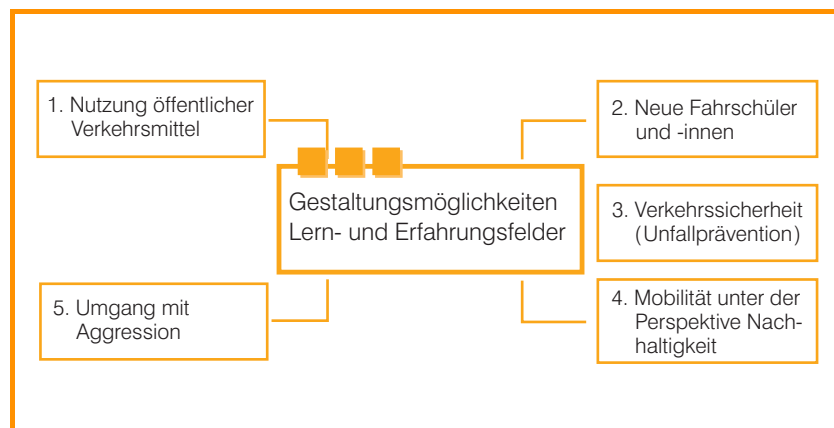 1. Nutzung öffentlicher
Verkehrsmittel
2. Neue Fahrschüler
und -innen
Gestaltungsmöglichkeiten
Lern- und Erfahrungsfelder
3. Verkehrssicherheit
(Unfallprävention)
4. Mobilität unter der
Perspektive Nach-
haltigkeit
5. Umgang mit
Aggression